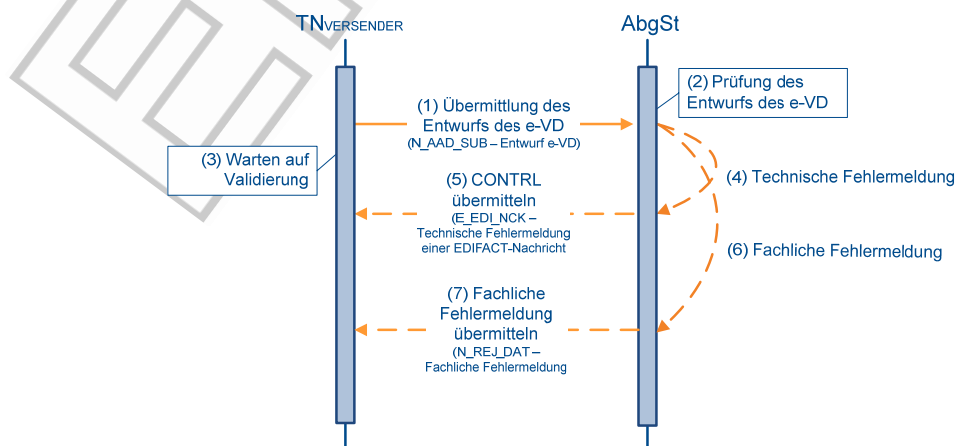 TNVERSENDER
AbgSt
(1) Übermittlung des
Entwurfs des e-VD
(N_AAD_SUB – Entwurf e-VD)
(2) Prüfung des
Entwurfs des e-VD
(3) Warten auf
Validierung
(4) Technische Fehlermeldung
(5) CONTRL
übermitteln
(E_EDI_NCK –
Technische Fehlermeldung
einer EDIFACT-Nachricht
(6) Fachliche Fehlermeldung
(7) Fachliche
Fehlermeldung
übermitteln
(N_REJ_DAT –
Fachliche Fehlermeldung